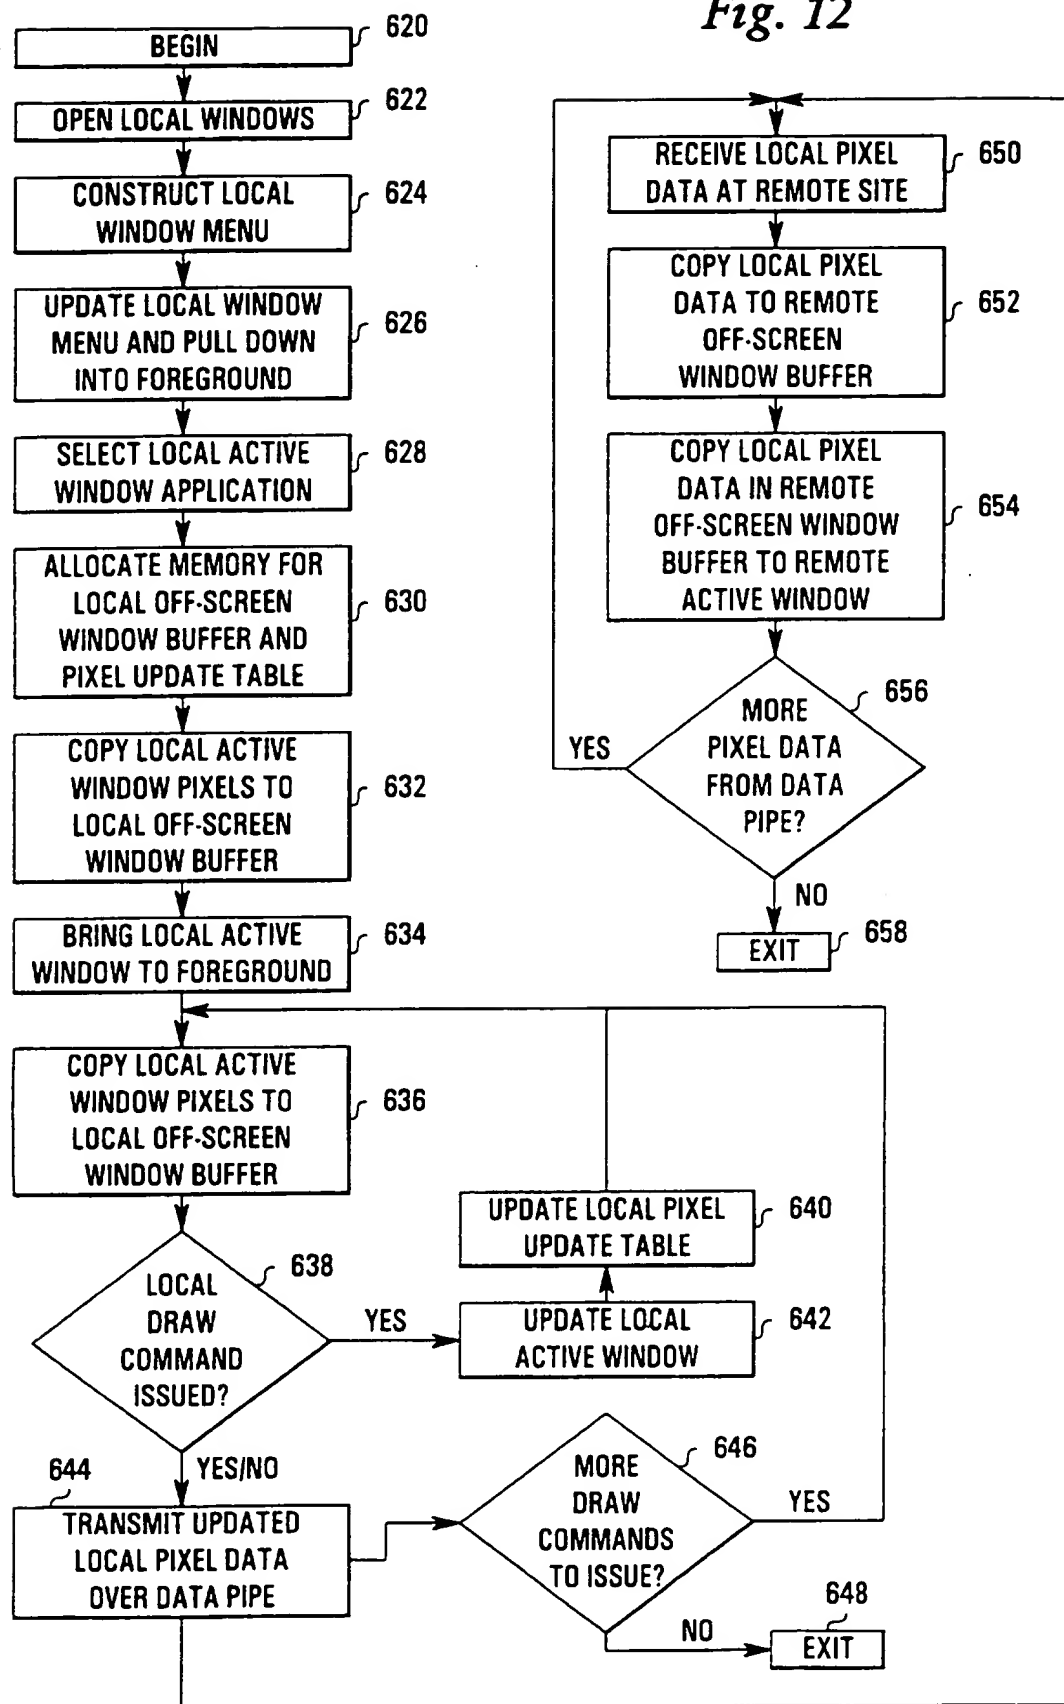 Fig. 12
BEGIN
620
OPEN LOCAL WINDOWS
622
CONSTRUCT LOCAL
WINDOW MENU
624
UPDATE LOCAL WINDOW
MENU AND PULL DOWN
INTO FOREGROUND
626
SELECT LOCAL ACTIVE
WINDOW APPLICATION
628
ALLOCATE MEMORY FOR
LOCAL OFF-SCREEN
WINDOW BUFFER AND
PIXEL UPDATE TABLE
630
COPY LOCAL ACTIVE
WINDOW PIXELS TO
LOCAL OFF-SCREEN
WINDOW BUFFER
632
BRING LOCAL ACTIVE
WINDOW TO FOREGROUND
634
COPY LOCAL ACTIVE
WINDOW PIXELS TO
LOCAL OFF-SCREEN
WINDOW BUFFER
636
LOCAL
DRAW
COMMAND
ISSUED?
638
YES
YES/NO
UPDATE LOCAL PIXEL
UPDATE TABLE
640
UPDATE LOCAL
ACTIVE WINDOW
642
644
TRANSMIT UPDATED
LOCAL PIXEL DATA
OVER DATA PIPE
MORE
DRAW
COMMANDS
TO ISSUE?
646
YES
NO
648
EXIT
RECEIVE LOCAL PIXEL
DATA AT REMOTE SITE
650
COPY LOCAL PIXEL
DATA TO REMOTE
OFF-SCREEN
WINDOW BUFFER
652
COPY LOCAL PIXEL
DATA IN REMOTE
OFF-SCREEN WINDOW
BUFFER TO REMOTE
ACTIVE WINDOW
654
MORE
PIXEL DATA
FROM DATA
PIPE?
656
YES
NO
EXIT
658